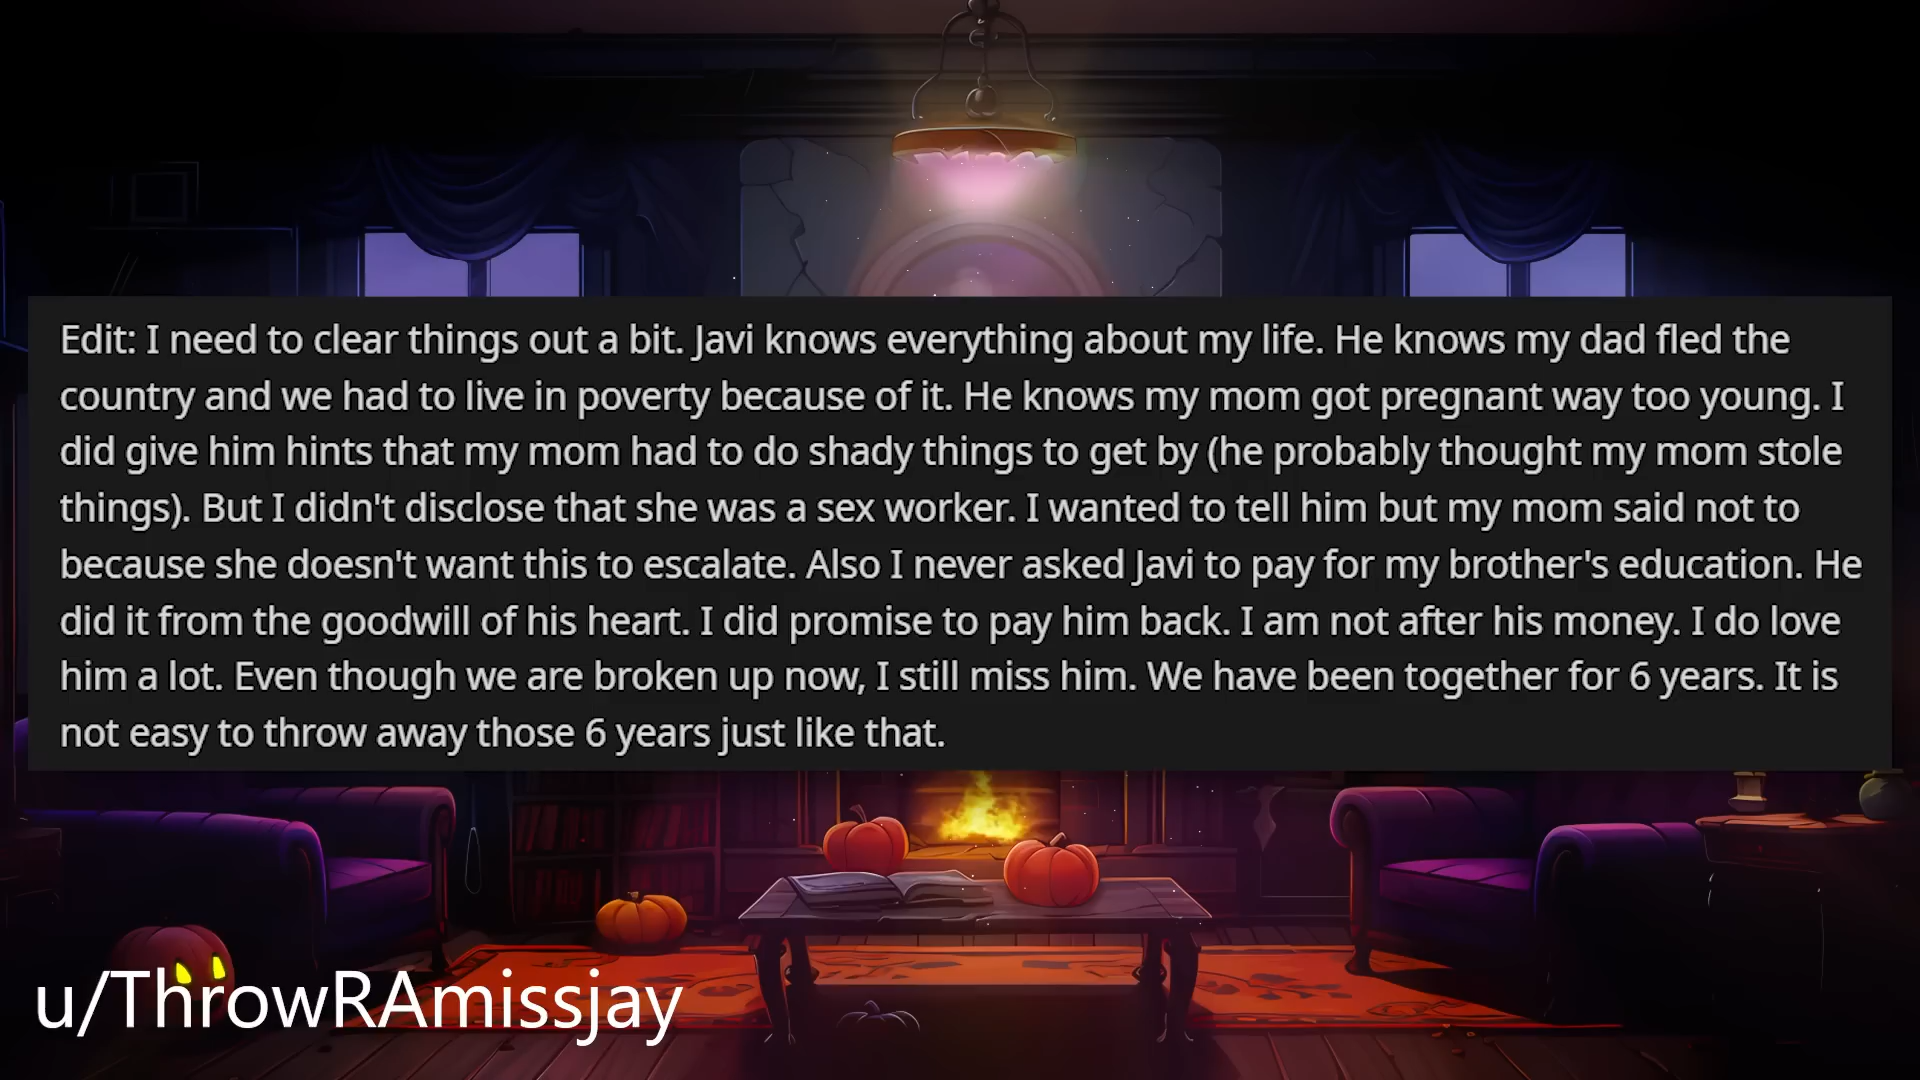 Edit: I need to clear things out a bit. Javi knows everything about my life. He knows my dad fled the
country and we had to live in poverty because of it. He knows my mom got pregnant way too young. I
did give him hints that my mom had to do shady things to get by (he probably thought my mom stole
things). But I didn't disclose that she was a sex worker. I wanted to tell him but my mom said not to
because she doesn't want this to escalate. Also I never asked Javi to pay for my brother's education. He
did it from the goodwill of his heart. I did promise to pay him back. I am not after his money. I do love
him a lot. Even though we are broken up now, I still miss him. We have been together for 6 years. It is
not easy to throw away those 6 years just like that.
u/ThrowRAmissjay